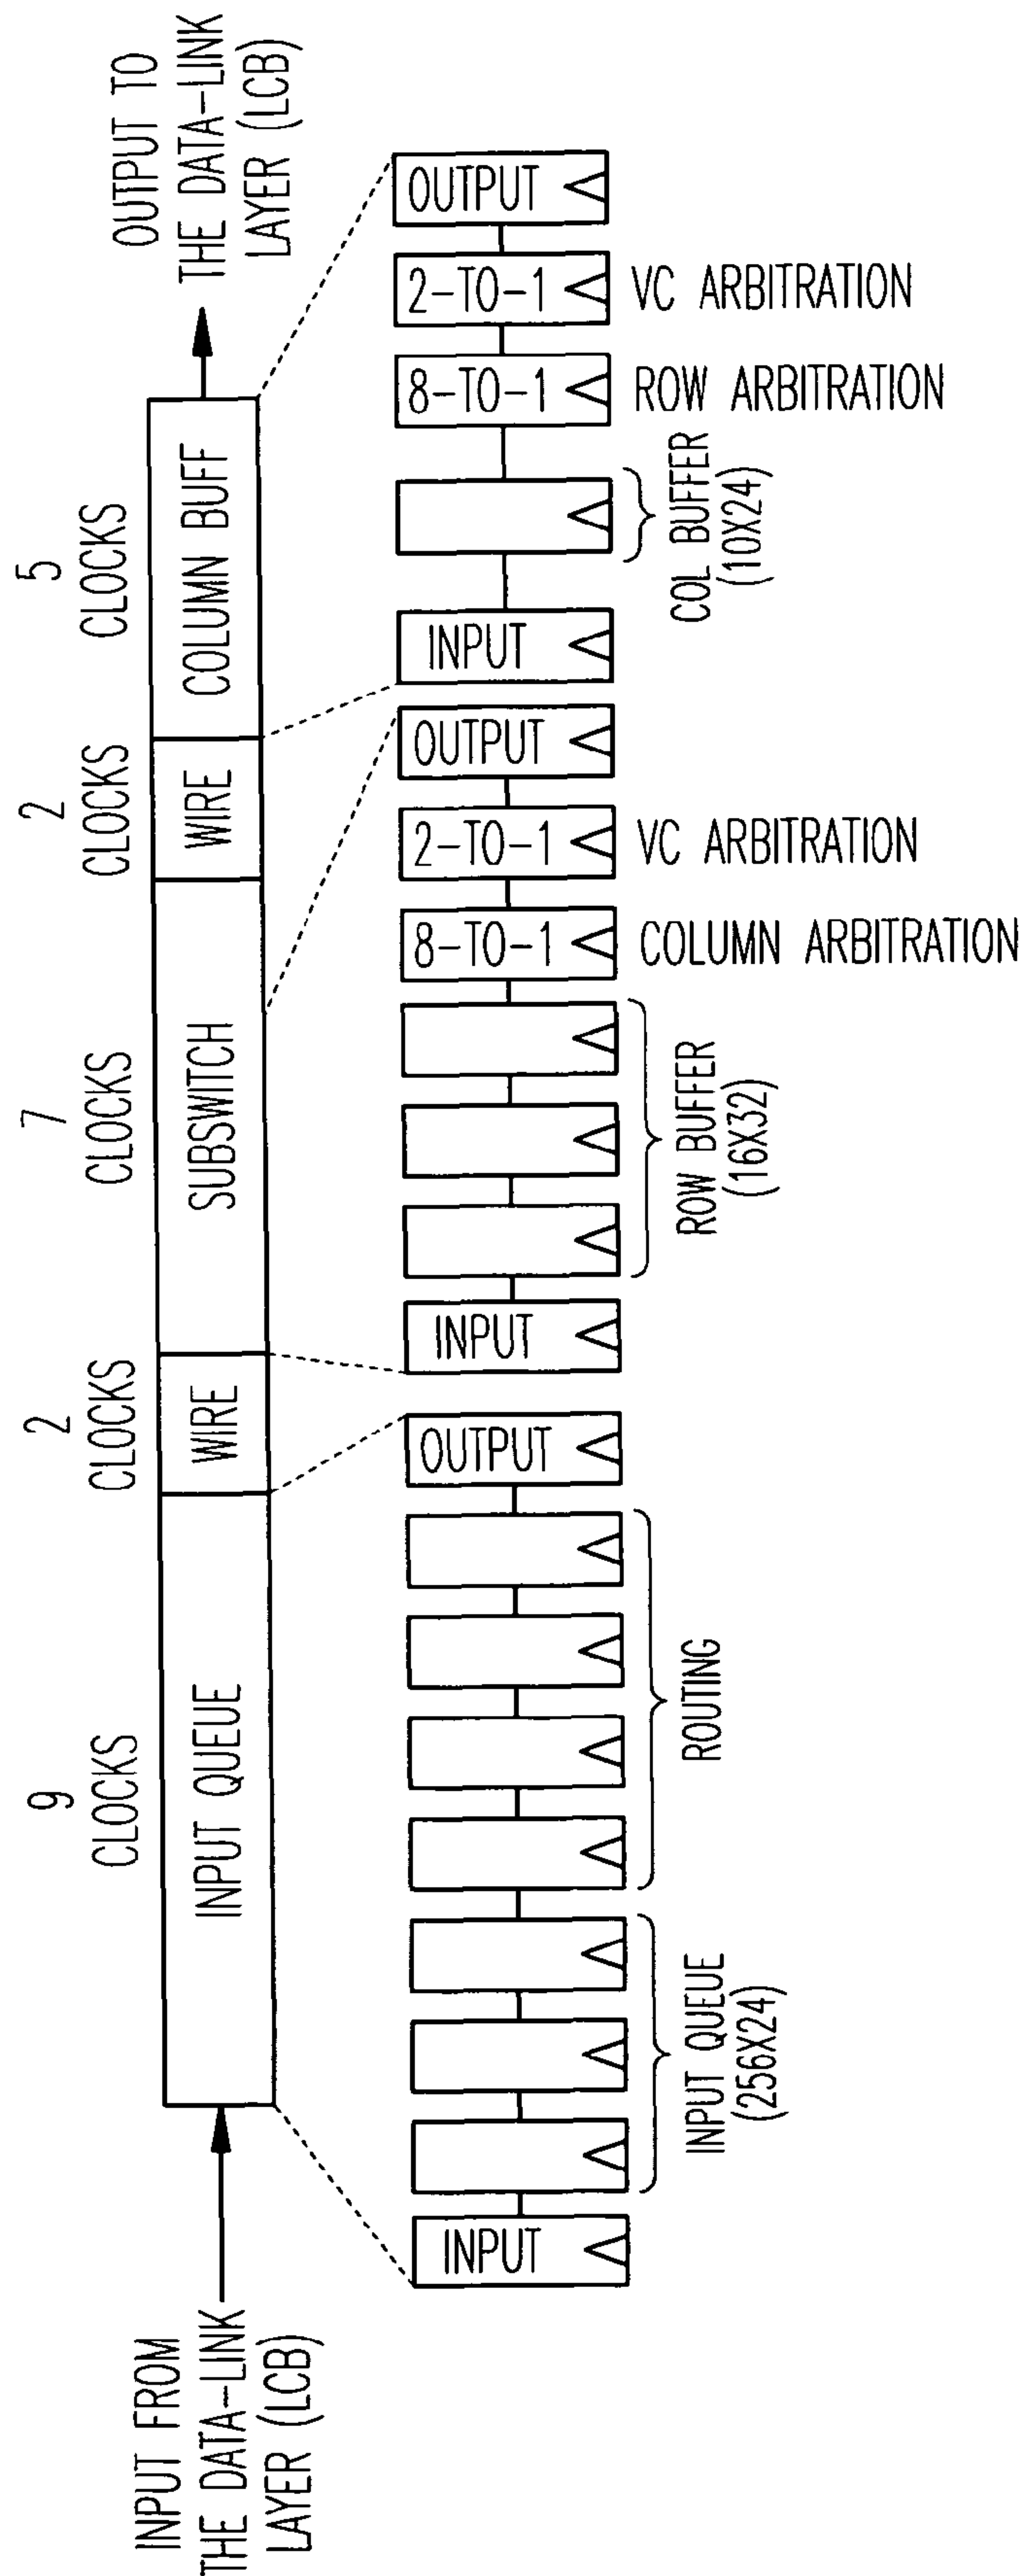 INPUT FROM
THE DATA-LINK
LAYER (LCB)
9
CLOCKS
2
CLOCKS
7
CLOCKS
2
CLOCKS
5
CLOCKS
INPUT QUEUE
WIRE
SUBSWITCH
WIRE
COLUMN BUFF
OUTPUT TO
THE DATA-LINK
LAYER (LCB)
INPUT
OUTPUT
INPUT
8-TO-1
2-TO-1
OUTPUT
INPUT
8-TO-1
2-TO-1
OUTPUT
INPUT QUEUE
(256X24)
ROUTING
ROW BUFFER
(16X32)
COLUMN ARBITRATION
VC ARBITRATION
COL BUFFER
(10X24)
ROW ARBITRATION
VC ARBITRATION